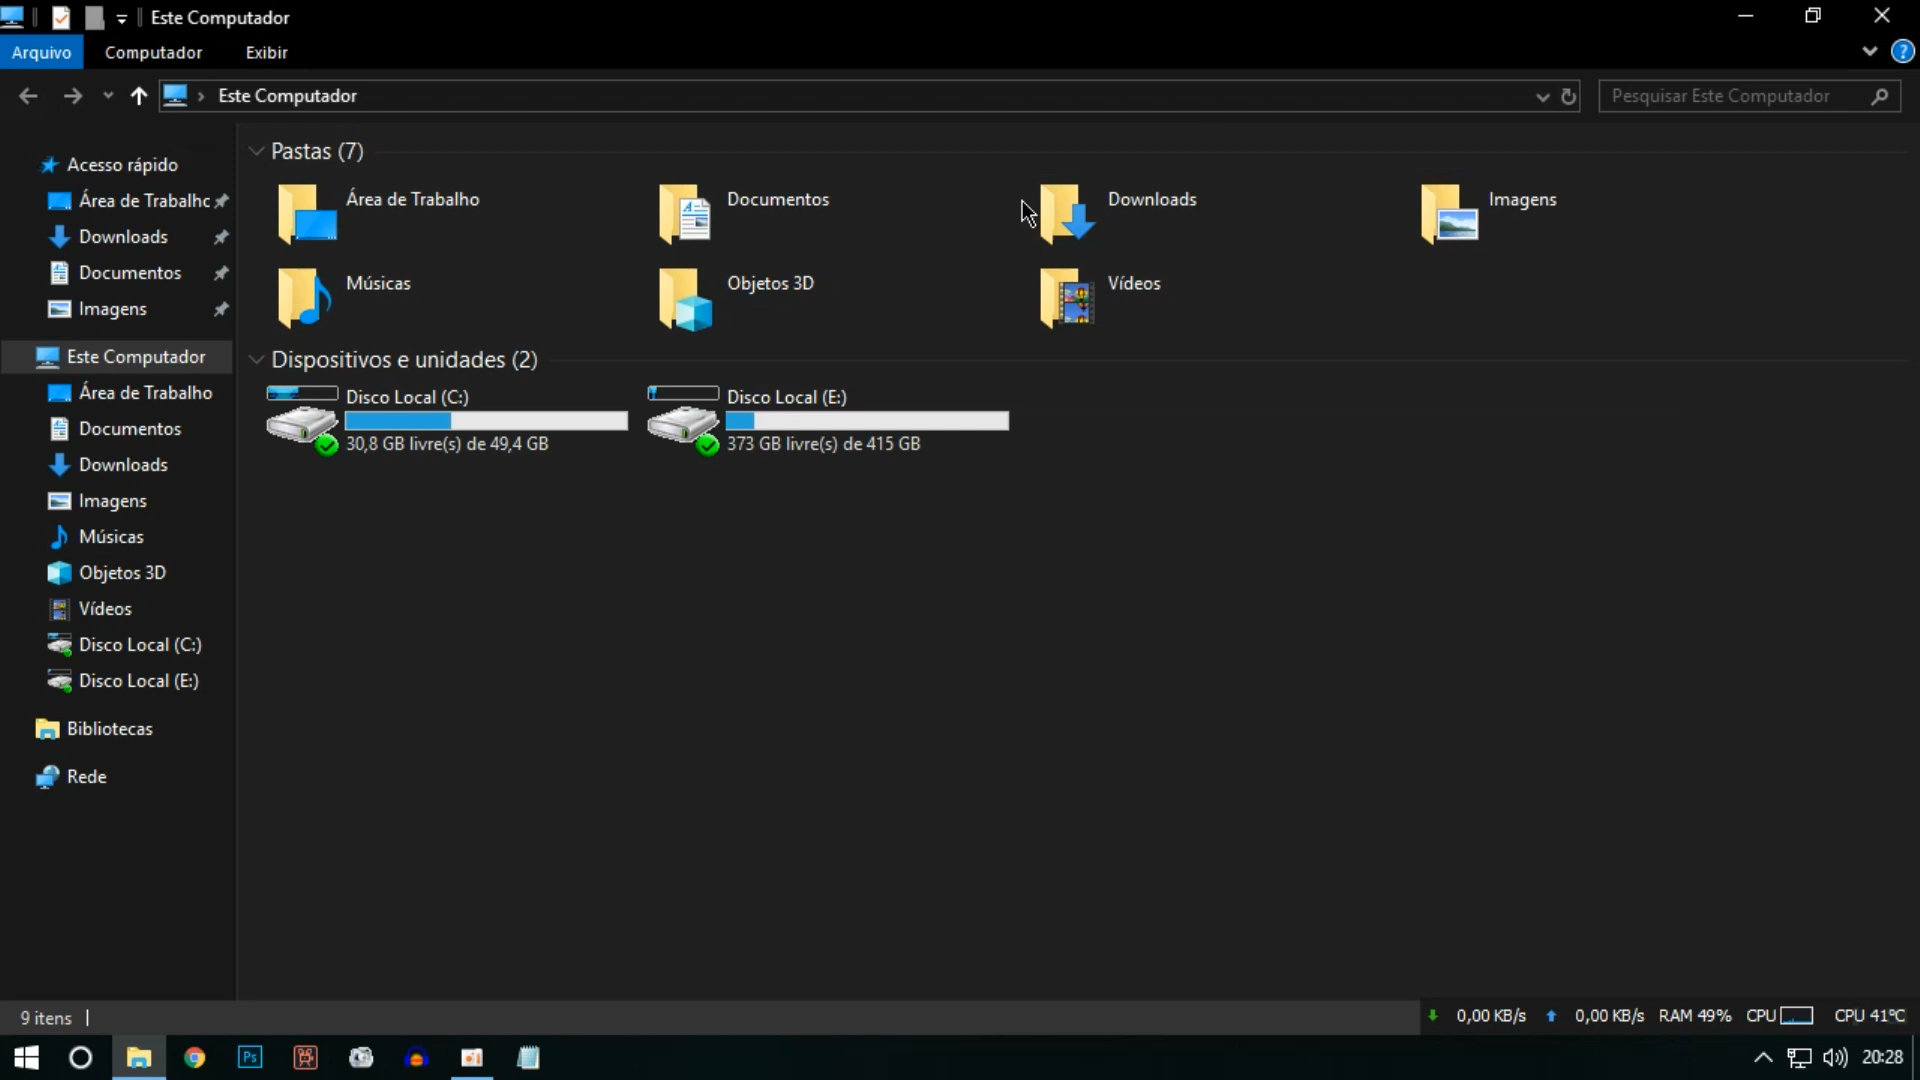 Este Computador
Arquivo Computador Exibir
Este Computador
Pesquisar Este Computador
Acesso rápido
Área de Trabalho
Downloads
Documentos
Imagens
Este Computador
Área de Trabalho
Documentos
Downloads
Imagens
Músicas
Objetos 3D
Vídeos
Disco Local (C:)
Disco Local (E:)
Bibliotecas
Rede
Pastas (7)
Área de Trabalho
Documentos
Downloads
Imagens
Músicas
Objetos 3D
Vídeos
Dispositivos e unidades (2)
Disco Local (C:)
30,8 GB livre(s) de 49,4 GB
Disco Local (E:)
373 GB livre(s) de 415 GB
9 itens
0,00 KB/s 0,00 KB/s RAM 49% CPU CPU 41°C
Ps
20:28